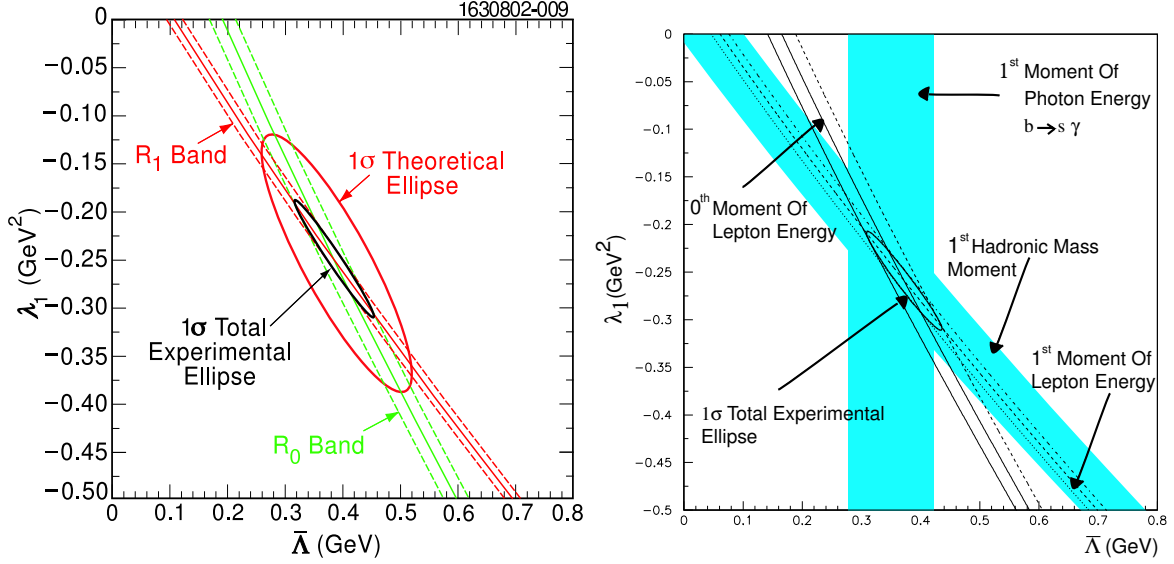 1630802-009
0
−0.05
−0.10
−0.15
−0.20
−0.25
−0.30
−0.35
−0.40
−0.45
−0.50
λ1 (GeV2)
R1 Band
1σ Theoretical
Ellipse
1σ Total
Experimental
Ellipse
R0 Band
0 0.1 0.2 0.3 0.4 0.5 0.6 0.7 0.8
Λ̄ (GeV)
0
-0.05
-0.1
-0.15
-0.2
-0.25
-0.3
-0.35
-0.4
-0.45
-0.5
λ1(GeV2)
1st Moment Of
Photon Energy
b→s γ
0th Moment Of
Lepton Energy
1st Hadronic Mass
Moment
1st Moment Of
Lepton Energy
1σ Total Experimental
Ellipse
0 0.1 0.2 0.3 0.4 0.5 0.6 0.7 0.8
Λ̄ (GeV)